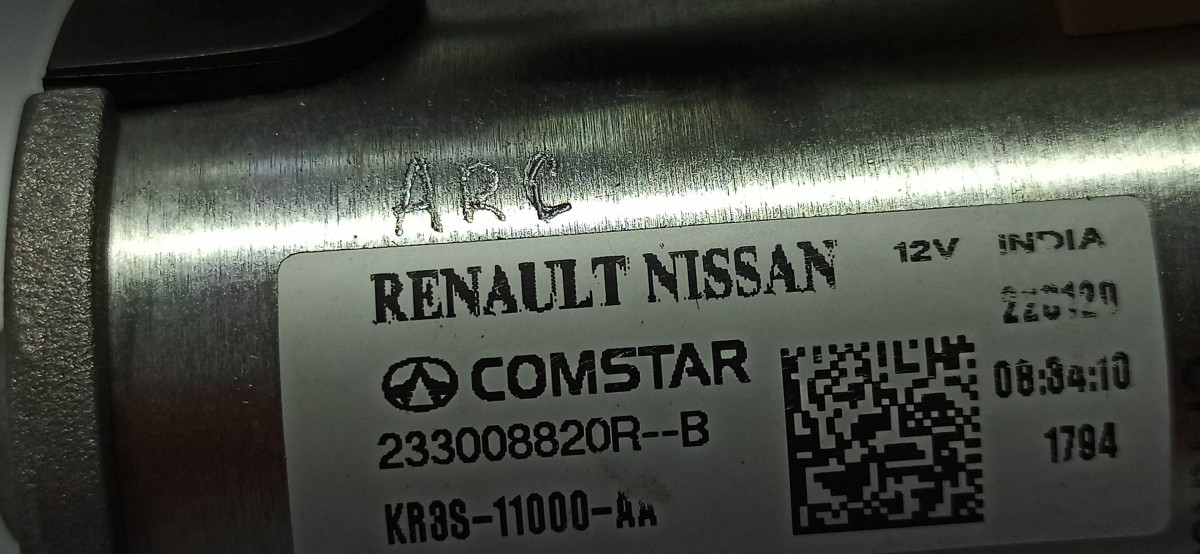 ARC
RENAULT NISSAN
12V INDIA
COMSTAR
233008820R--B
08:34:10
1794
KR3S-11000-AA